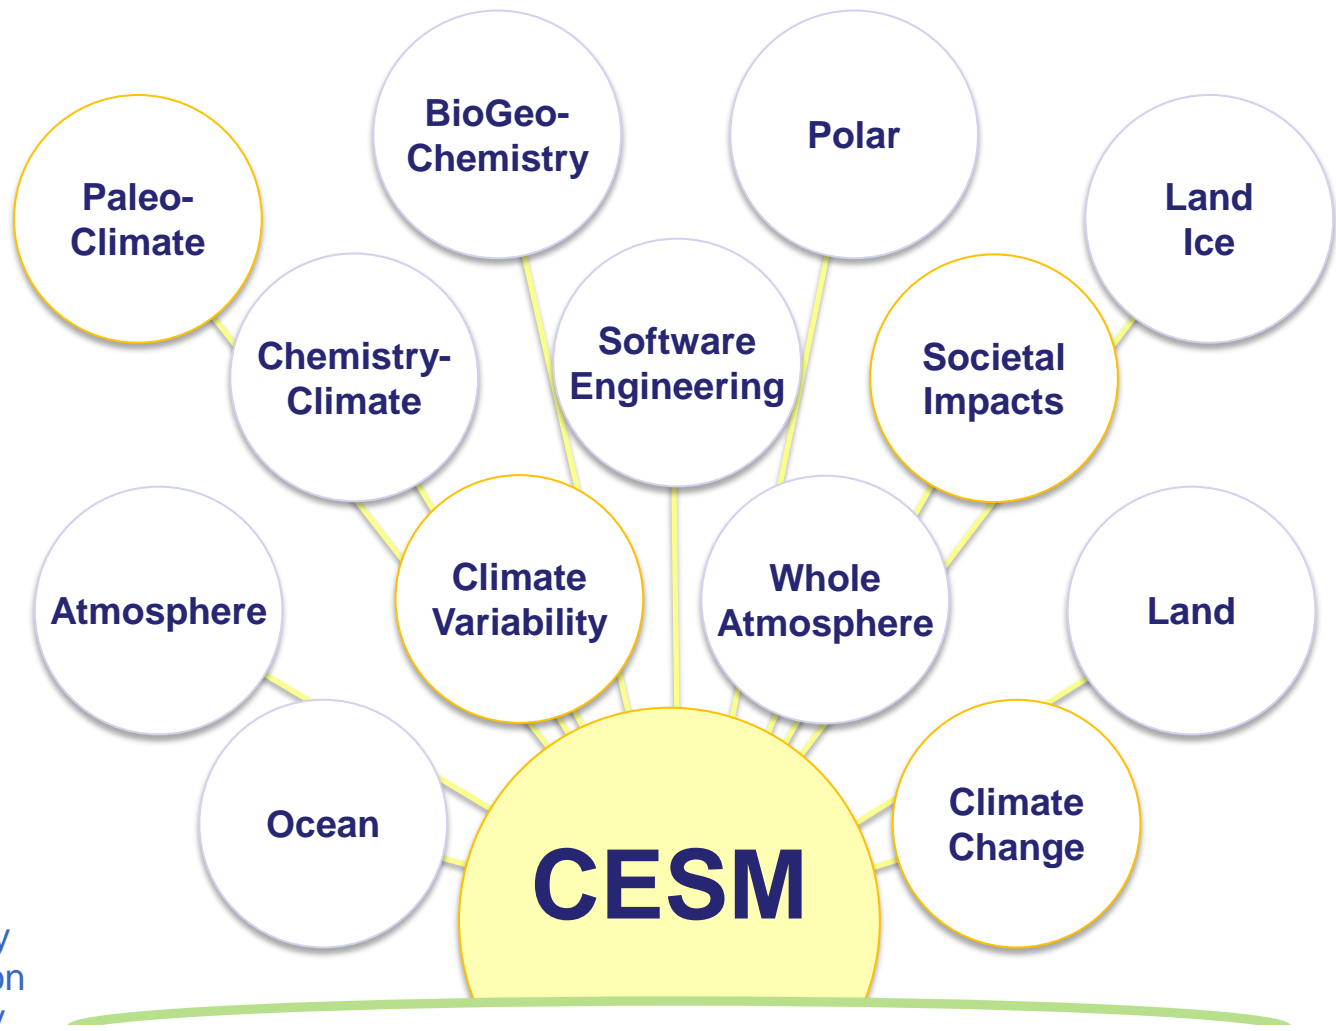 BioGeo-
Chemistry
Polar
Paleo-
Climate
Land
Ice
Chemistry-
Climate
Software
Engineering
Societal
Impacts
Atmosphere
Climate
Variability
Whole
Atmosphere
Land
Ocean
Climate
Change
CESM